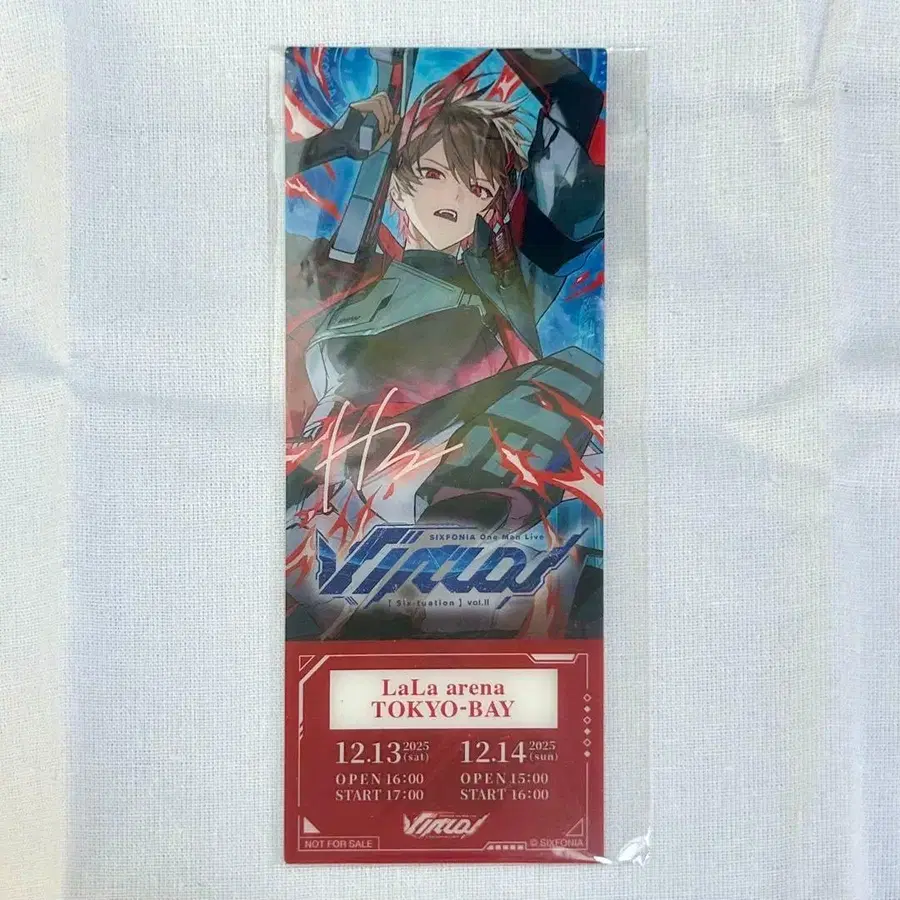 SIXFONIA One Man Live
[ Six-tuation ] vol.II
LaLa arena
TOKYO-BAY
12.13 2025 (sat)
OPEN 16:00
START 17:00
12.14 2025 (sun)
OPEN 15:00
START 16:00
NOT FOR SALE
© SIXFONIA